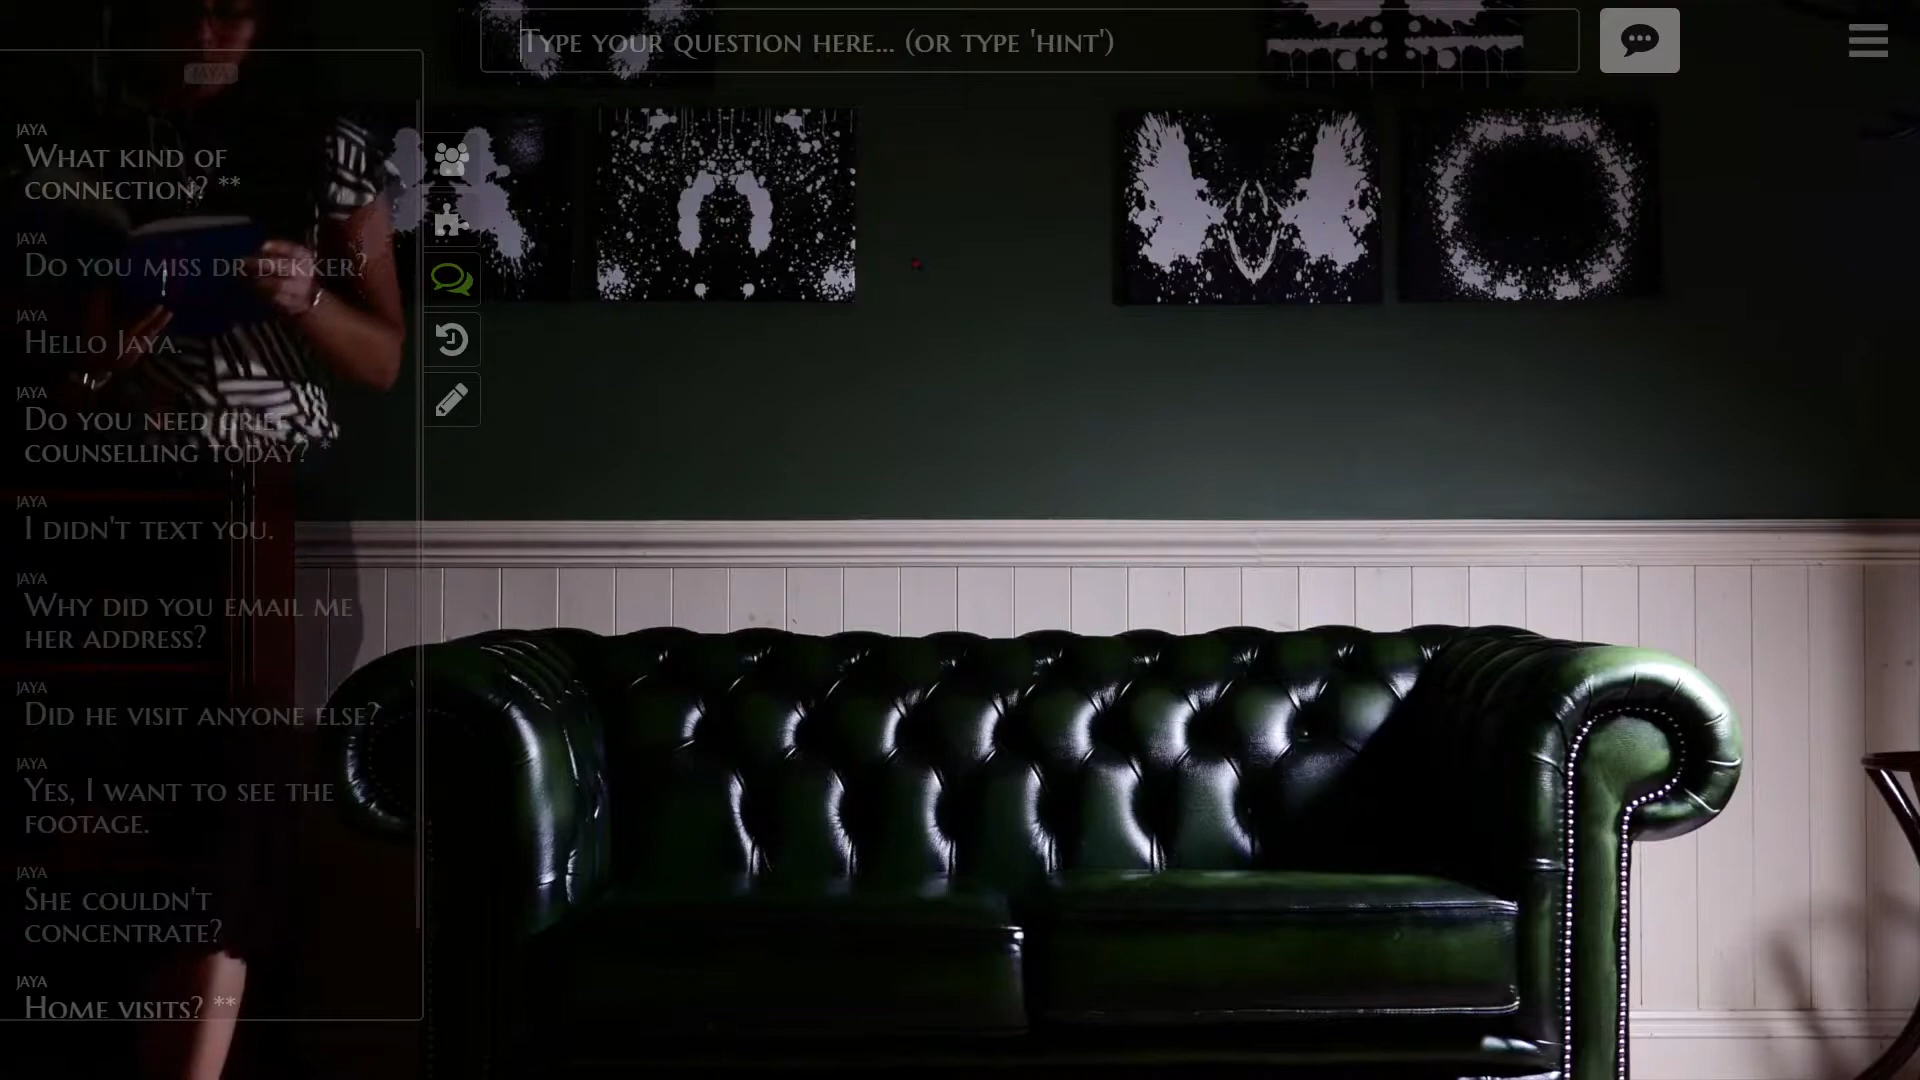 Type your question here... (or type 'hint')
JAYA
JAYA
What kind of
connection? **
JAYA
Do you miss Dr Dekker?
JAYA
Hello Jaya.
JAYA
Do you need grief
counselling today? *
JAYA
I didn't text you.
JAYA
Why did you email me
her address?
JAYA
Did he visit anyone else?
JAYA
Yes, I want to see the
footage.
JAYA
She couldn't
concentrate?
JAYA
Home visits? **